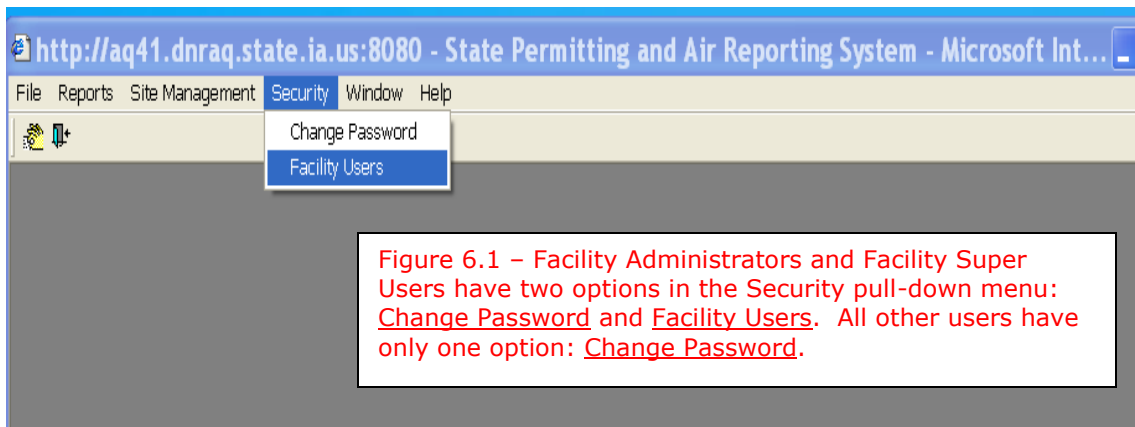 http://aq41.dnraq.state.ia.us:8080 - State Permitting and Air Reporting System - Microsoft Int...
File Reports Site Management Security Window Help
Change Password
Facility Users
Figure 6.1 – Facility Administrators and Facility Super
Users have two options in the Security pull-down menu:
Change Password and Facility Users. All other users have
only one option: Change Password.